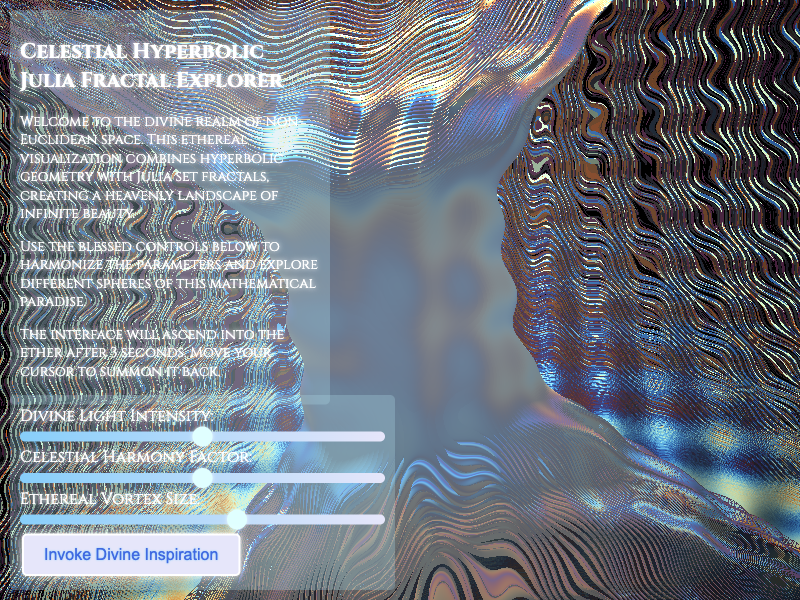 Celestial Hyperbolic
Julia Fractal Explorer
Welcome to the divine realm of non-
Euclidean space. This ethereal
visualization combines hyperbolic
geometry with Julia set fractals,
creating a heavenly landscape of
infinite beauty.
Use the blessed controls below to
harmonize the parameters and explore
different spheres of this mathematical
paradise.
The interface will ascend into the
ether after 3 seconds. Move your
cursor to summon it back.
Divine Light Intensity:
Celestial Harmony Factor:
Ethereal Vortex Size:
Invoke Divine Inspiration